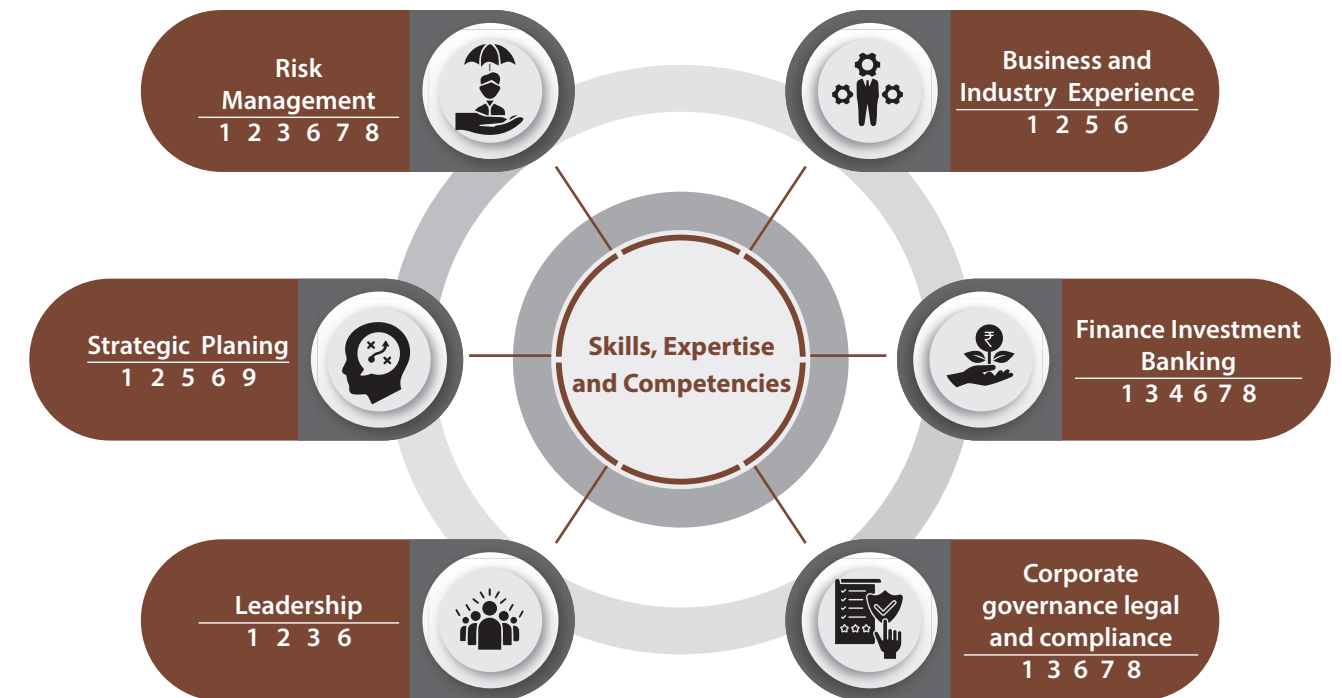 Risk
Management
1 2 3 6 7 8
Business and
Industry Experience
1 2 5 6
Strategic Planing
1 2 5 6 9
Skills, Expertise
and Competencies
₹
Finance Investment
Banking
1 3 4 6 7 8
Leadership
1 2 3 6
Corporate
governance legal
and compliance
1 3 6 7 8